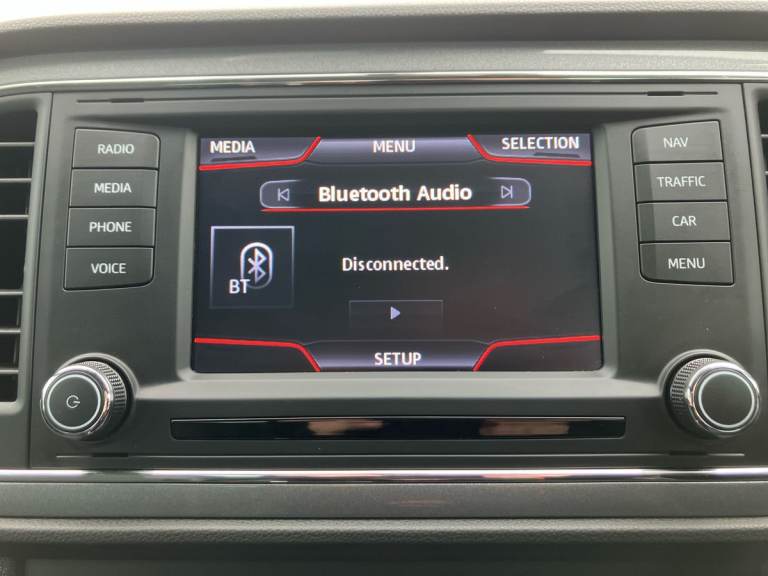 RADIO
MEDIA
PHONE
VOICE
MEDIA MENU SELECTION
Bluetooth Audio
BT
Disconnected.
SETUP
NAV
TRAFFIC
CAR
MENU